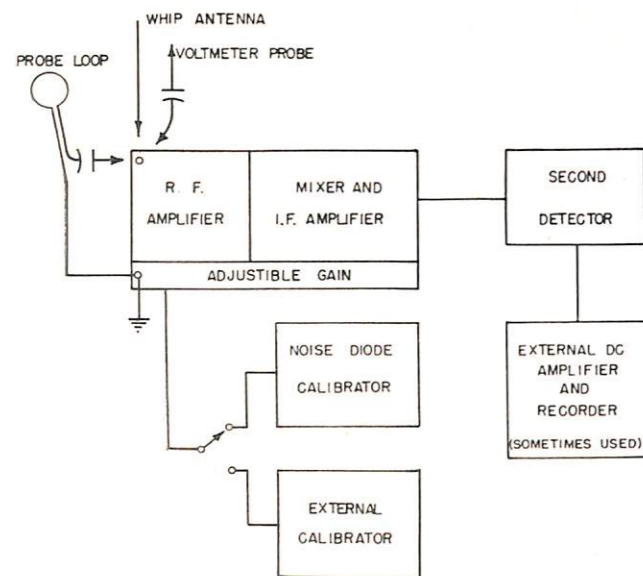 WHIP ANTENNA
VOLTMETER PROBE
PROBE LOOP
R. F.
AMPLIFIER
MIXER AND
I.F. AMPLIFIER
SECOND
DETECTOR
ADJUSTIBLE GAIN
NOISE DIODE
CALIBRATOR
EXTERNAL DC
AMPLIFIER
AND
RECORDER
(SOMETIMES USED)
EXTERNAL
CALIBRATOR